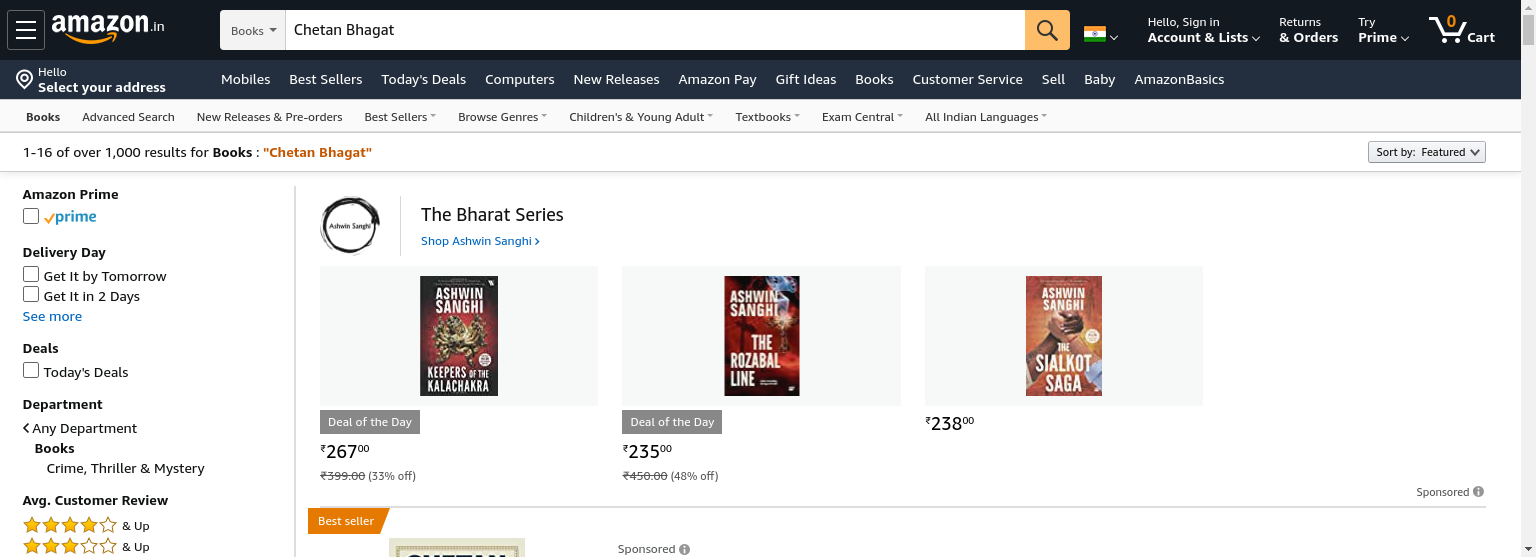 amazon.in
Books
Chetan Bhagat
Hello, Sign in
Account & Lists
Returns
& Orders
Try
Prime
0
Cart
Hello
Select your address
Mobiles Best Sellers Today's Deals Computers New Releases Amazon Pay Gift Ideas Books Customer Service Sell Baby AmazonBasics
Books Advanced Search New Releases & Pre-orders Best Sellers Browse Genres Children's & Young Adult Textbooks Exam Central All Indian Languages
1-16 of over 1,000 results for Books : "Chetan Bhagat"
Sort by: Featured
Amazon Prime
prime
Delivery Day
Get It by Tomorrow
Get It in 2 Days
See more
Deals
Today's Deals
Department
Any Department
Books
Crime, Thriller & Mystery
Avg. Customer Review
& Up
& Up
Ashwin Sanghi
The Bharat Series
Shop Ashwin Sanghi
ASHWIN
SANGHI
KEEPERS OF THE
KALACHAKRA
Deal of the Day
₹26700
₹399.00 (33% off)
ASHWIN
SANGHI
THE
ROZABAL
LINE
Deal of the Day
₹23500
₹450.00 (48% off)
ASHWIN
SANGHI
THE
SIALKOT
SAGA
₹23800
Sponsored
Best seller
CHETAN
Sponsored